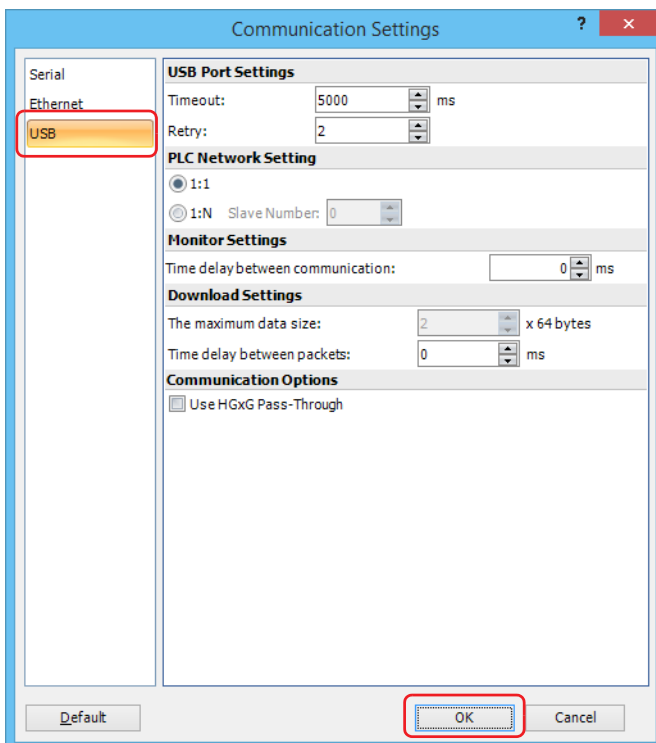 Communication Settings
?
×
Serial
Ethernet
USB
USB Port Settings
Timeout: 5000 ms
Retry: 2
PLC Network Setting
1:1
1:N Slave Number: 0
Monitor Settings
Time delay between communication: 0 ms
Download Settings
The maximum data size: 2 x 64 bytes
Time delay between packets: 0 ms
Communication Options
Use HGxG Pass-Through
Default
OK
Cancel